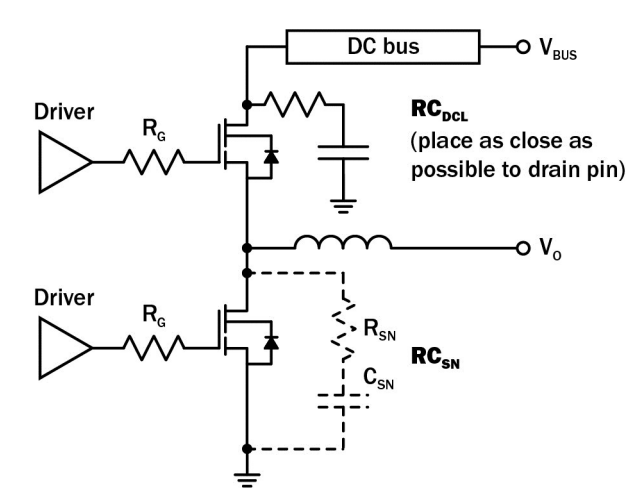 DC bus
V_BUS
Driver
R_G
RC_DCL
(place as close as
possible to drain pin)
V_O
Driver
R_G
R_SN
RC_SN
C_SN